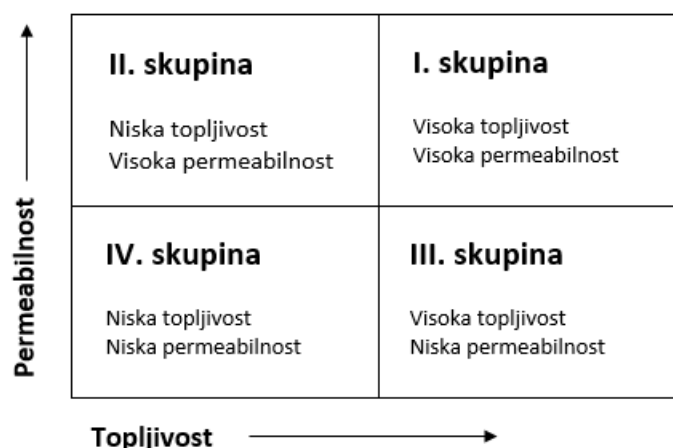 II. skupina
Niska topljivost
Visoka permeabilnost
I. skupina
Visoka topljivost
Visoka permeabilnost
IV. skupina
Niska topljivost
Niska permeabilnost
III. skupina
Visoka topljivost
Niska permeabilnost
Permeabilnost
Topljivost